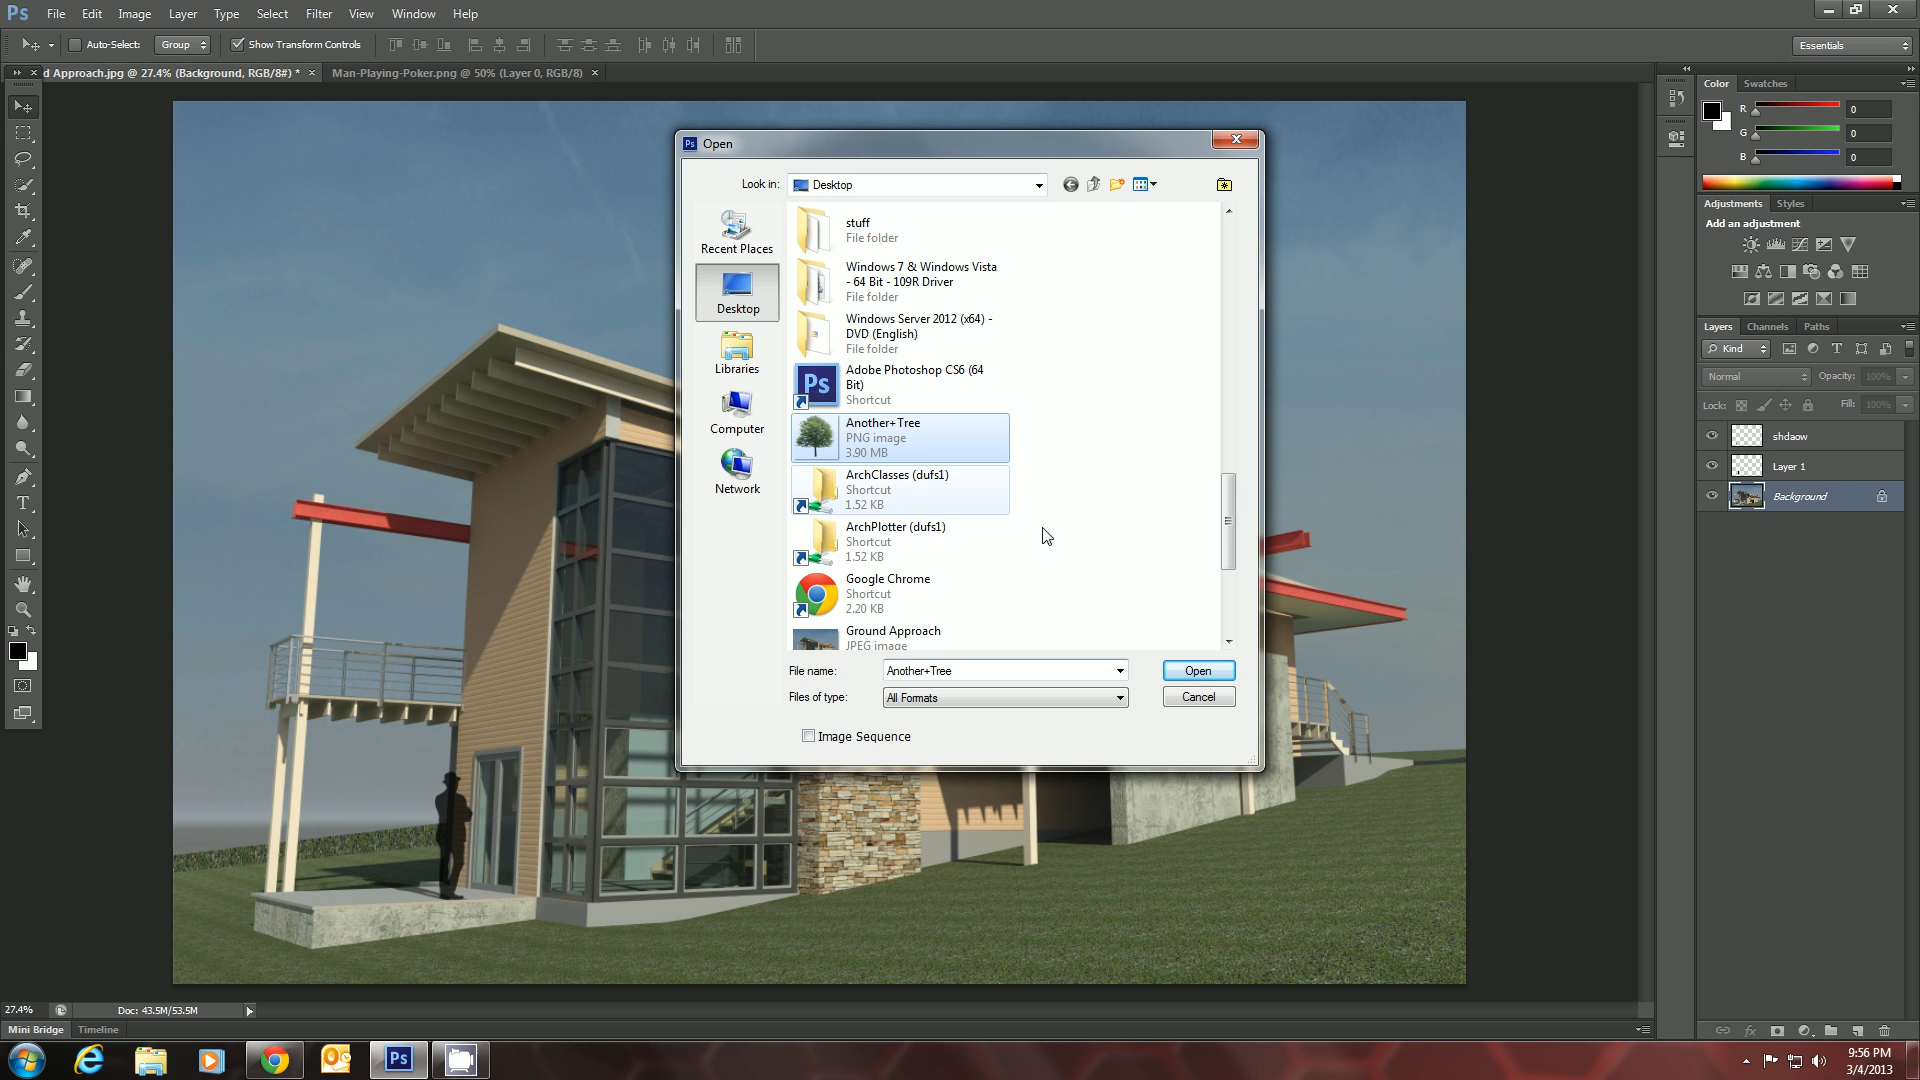 Ps File Edit Image Layer Type Select Filter View Window Help
Auto-Select: Group Show Transform Controls Essentials
d Approach.jpg @ 27.4% (Background, RGB/8#) * × Man-Playing-Poker.png @ 50% (Layer 0, RGB/8) ×
Color Swatches
R 0
G 0
B 0
Adjustments Styles
Add an adjustment
Layers Channels Paths
Kind
Normal Opacity: 100%
Lock: Fill: 100%
shdaow
Layer 1
Background
Ps Open
Look in: Desktop
Recent Places
Desktop
Libraries
Computer
Network
stuff
File folder
Windows 7 & Windows Vista
- 64 Bit - 109R Driver
File folder
Windows Server 2012 (x64) -
DVD (English)
File folder
Ps
Adobe Photoshop CS6 (64
Bit)
Shortcut
Another+Tree
PNG image
3.90 MB
ArchClasses (dufs1)
Shortcut
1.52 KB
ArchPlotter (dufs1)
Shortcut
1.52 KB
Google Chrome
Shortcut
2.20 KB
Ground Approach
JPEG image
File name: Another+Tree Open
Files of type: All Formats Cancel
Image Sequence
27.4% Doc: 43.5M/53.5M
Mini Bridge Timeline
Ps
9:56 PM
3/4/2013